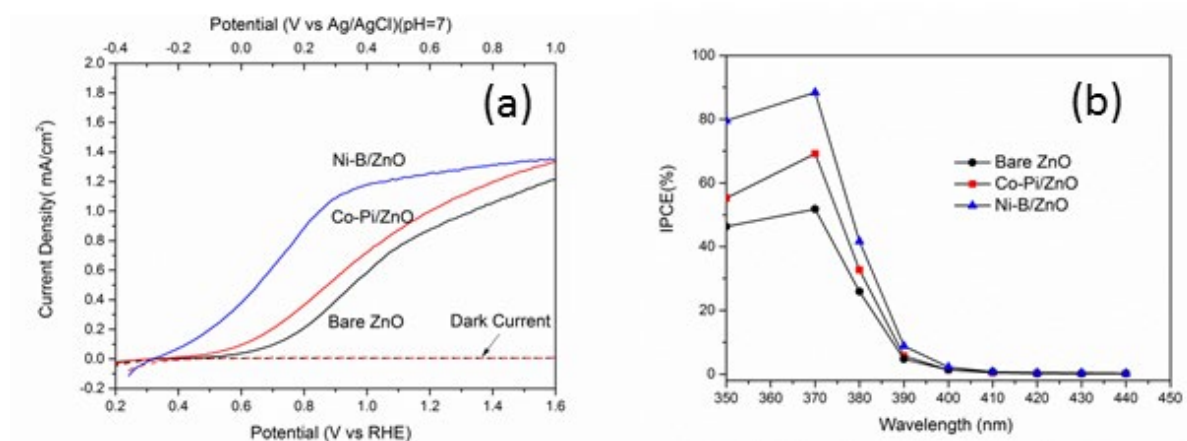 Potential (V vs Ag/AgCl)(pH=7)
-0.4 -0.2 0.0 0.2 0.4 0.6 0.8 1.0
2.0
1.8
1.6
1.4
1.2
1.0
0.8
0.6
0.4
0.2
0.0
-0.2
Current Density( mA/cm²)
(a)
Ni-B/ZnO
Co-Pi/ZnO
Bare ZnO
Dark Current
0.2 0.4 0.6 0.8 1.0 1.2 1.4 1.6
Potential (V vs RHE)
100
80
60
40
20
0
IPCE(%)
(b)
Bare ZnO
Co-Pi/ZnO
Ni-B/ZnO
350 360 370 380 390 400 410 420 430 440 450
Wavelength (nm)